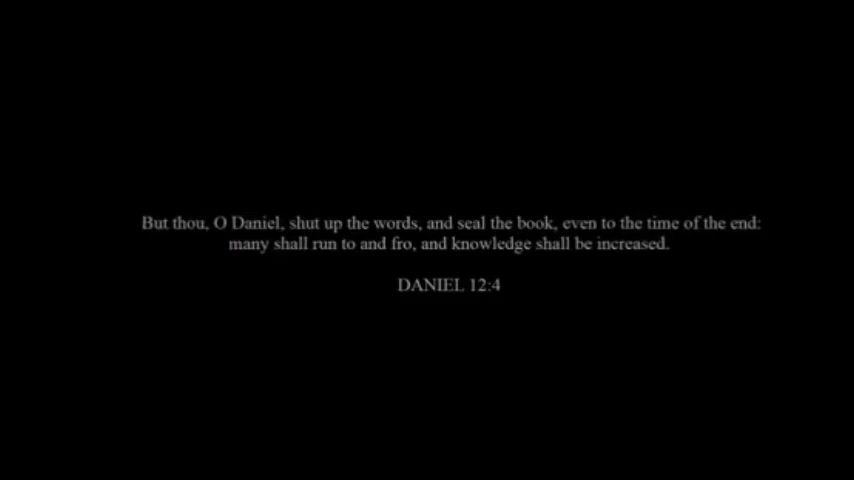 But thou, O Daniel, shut up the words, and seal the book, even to the time of the end:
many shall run to and fro, and knowledge shall be increased.
DANIEL 12:4